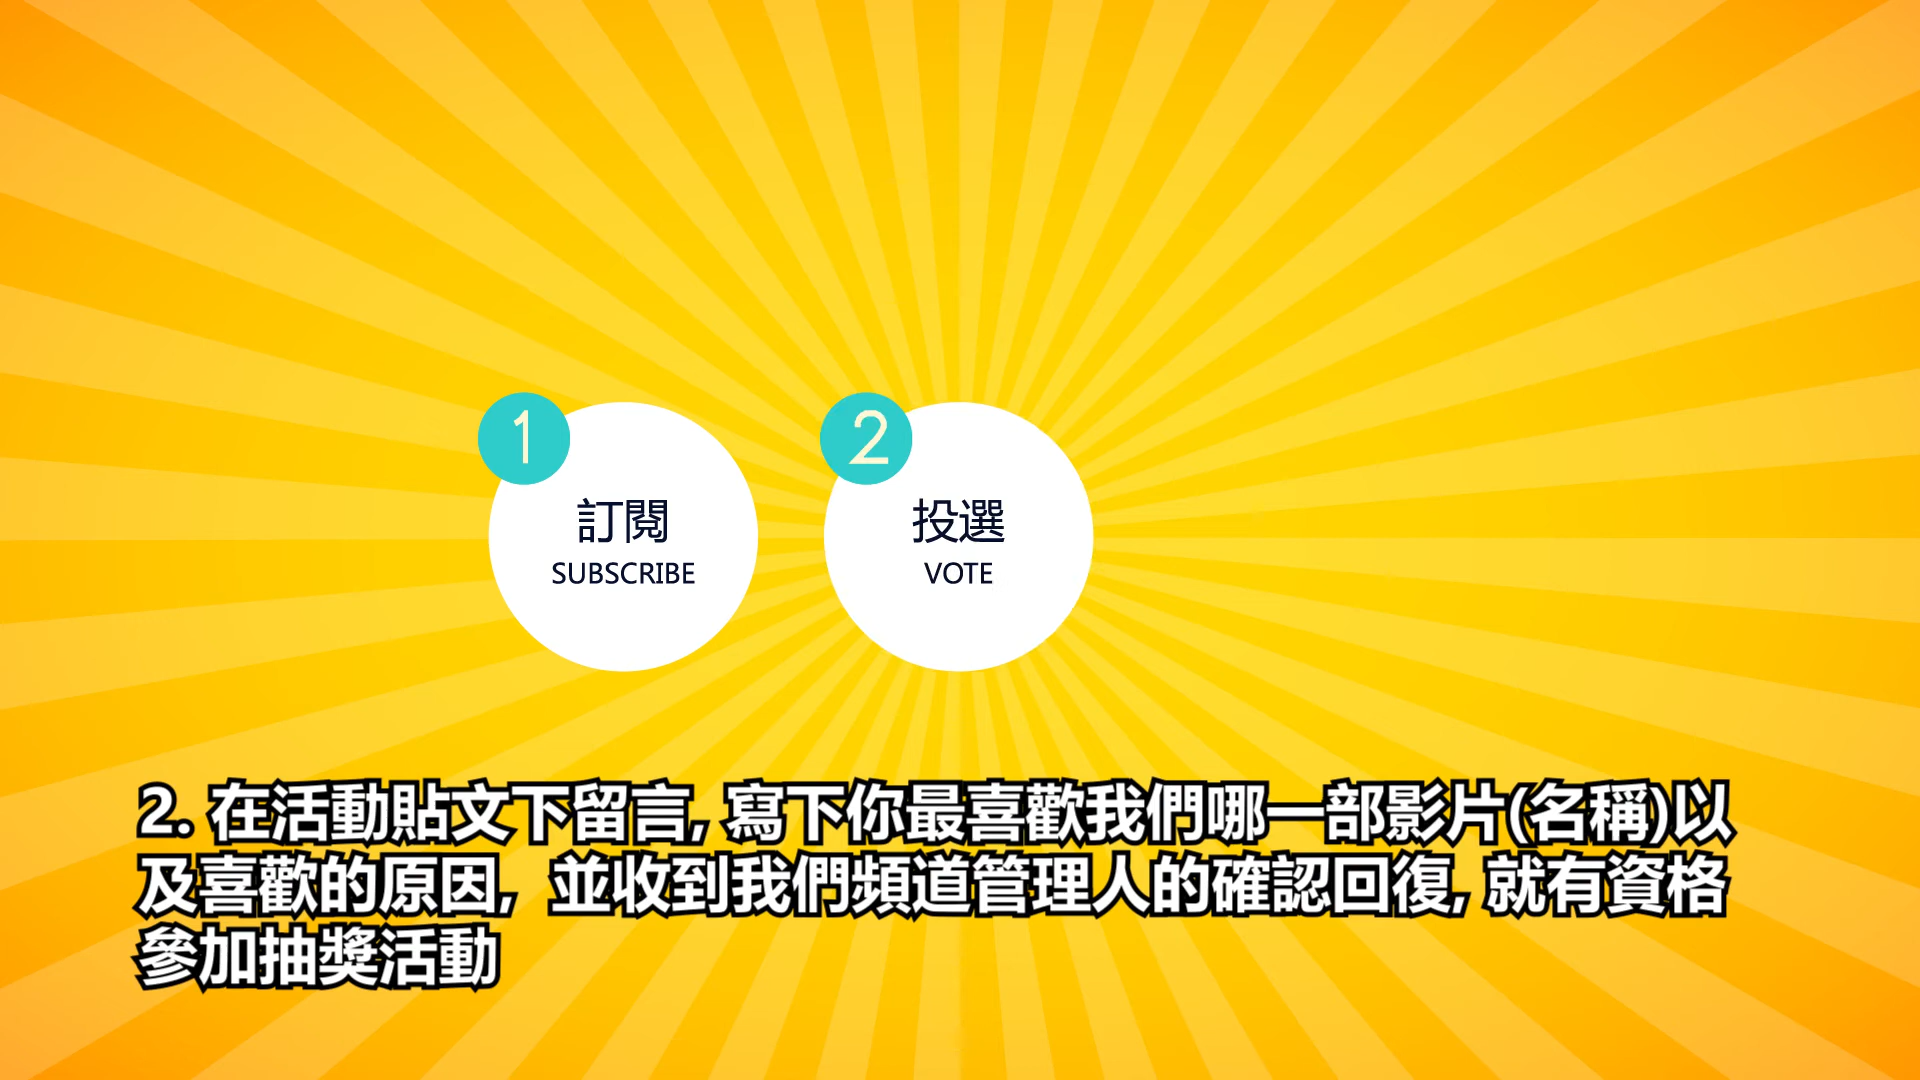 1
訂閱
SUBSCRIBE
2
投選
VOTE
2. 在活動貼文下留言, 寫下你最喜歡我們哪一部影片(名稱)以
及喜歡的原因, 並收到我們頻道管理人的確認回復, 就有資格
參加抽獎活動